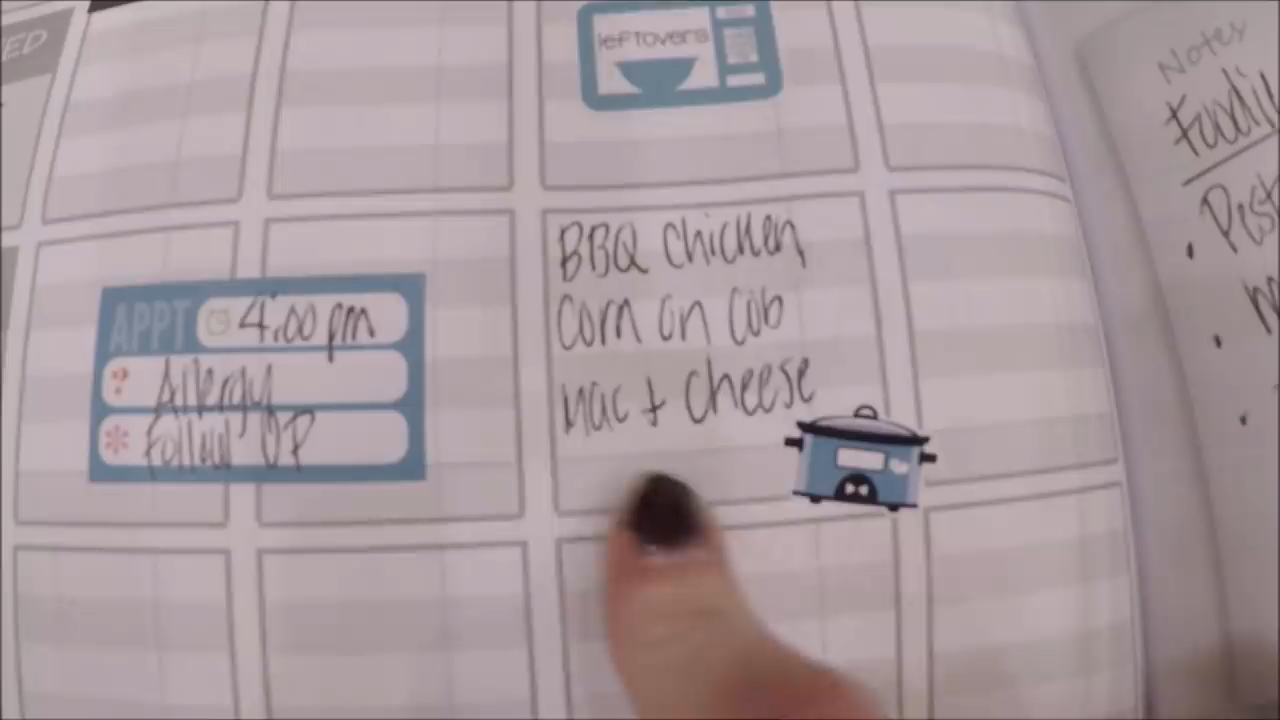 leftovers
BBQ chicken
Corn on cob
Mac + cheese
APPT 4:00 pm
? Allergy
* Follow UP
Notes